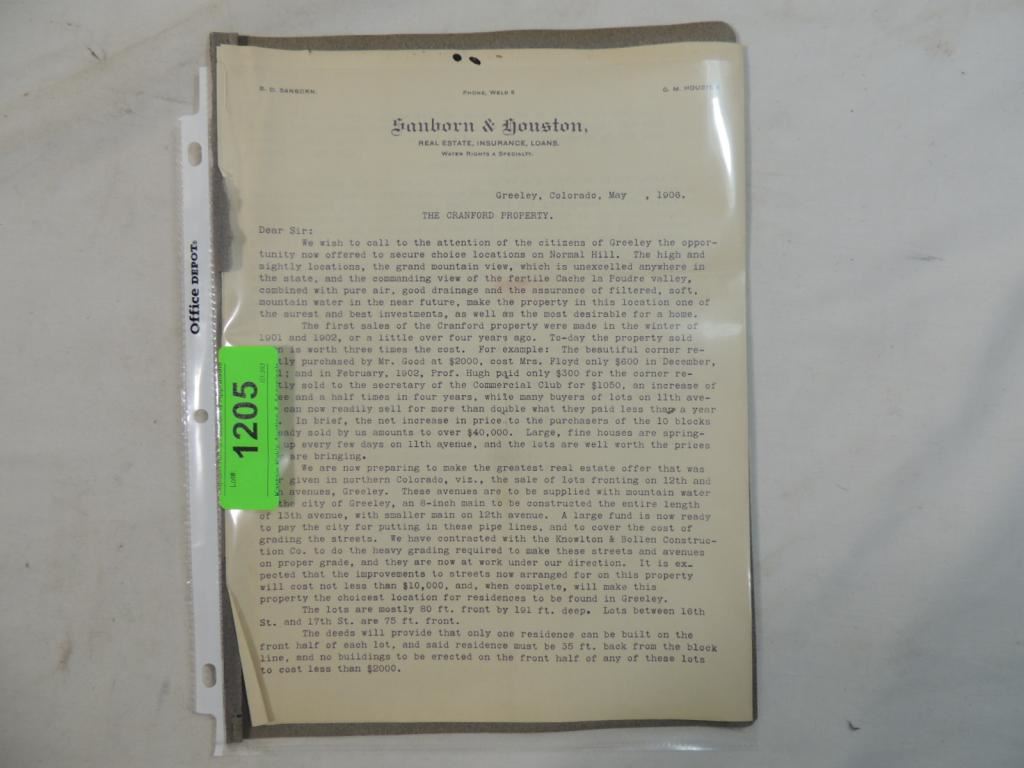 B. D. SANBORN.
PHONE, WELD 6
G. M. HOUSTON
Sanborn & Houston,
REAL ESTATE, INSURANCE, LOANS.
WATER RIGHTS A SPECIALTY.
Greeley, Colorado, May , 1906.
THE CRANFORD PROPERTY.
Dear Sir:
We wish to call to the attention of the citizens of Greeley the oppor-
tunity now offered to secure choice locations on Normal Hill. The high and
sightly locations, the grand mountain view, which is unexcelled anywhere in
the state, and the commanding view of the fertile Cache la Poudre valley,
combined with pure air, good drainage and the assurance of filtered, soft,
mountain water in the near future, make the property in this location one of
the surest and best investments, as well as the most desirable for a home.
The first sales of the Cranford property were made in the winter of
1901 and 1902, or a little over four years ago. To-day the property sold
is worth three times the cost. For example: The beautiful corner re-
tly purchased by Mr. Good at $2000, cost Mrs. Floyd only $600 in December,
1; and in February, 1902, Prof. Hugh paid only $300 for the corner re-
tly sold to the secretary of the Commercial Club for $1050, an increase of
ee and a half times in four years, while many buyers of lots on 11th ave-
can now readily sell for more than double what they paid less than a year
. In brief, the net increase in price to the purchasers of the 10 blocks
eady sold by us amounts to over $40,000. Large, fine houses are spring-
up every few days on 11th avenue, and the lots are well worth the prices
are bringing.
We are now preparing to make the greatest real estate offer that was
given in northern Colorado, viz., the sale of lots fronting on 12th and
avenues, Greeley. These avenues are to be supplied with mountain water
the city of Greeley, an 8-inch main to be constructed the entire length
of 13th avenue, with smaller main on 12th avenue. A large fund is now ready
to pay the city for putting in these pipe lines, and to cover the cost of
grading the streets. We have contracted with the Knowlton & Bollen Construc-
tion Co. to do the heavy grading required to make these streets and avenues
on proper grade, and they are now at work under our direction. It is ex-
pected that the improvements to streets now arranged for on this property
will cost not less than $10,000, and, when complete, will make this
property the choicest location for residences to be found in Greeley.
The lots are mostly 80 ft. front by 191 ft. deep. Lots between 16th
St. and 17th St. are 75 ft. front.
The deeds will provide that only one residence can be built on the
front half of each lot, and said residence must be 35 ft. back from the block
line, and no buildings to be erected on the front half of any of these lots
to cost less than $2000.
Office DEPOT
Lot#:
1205